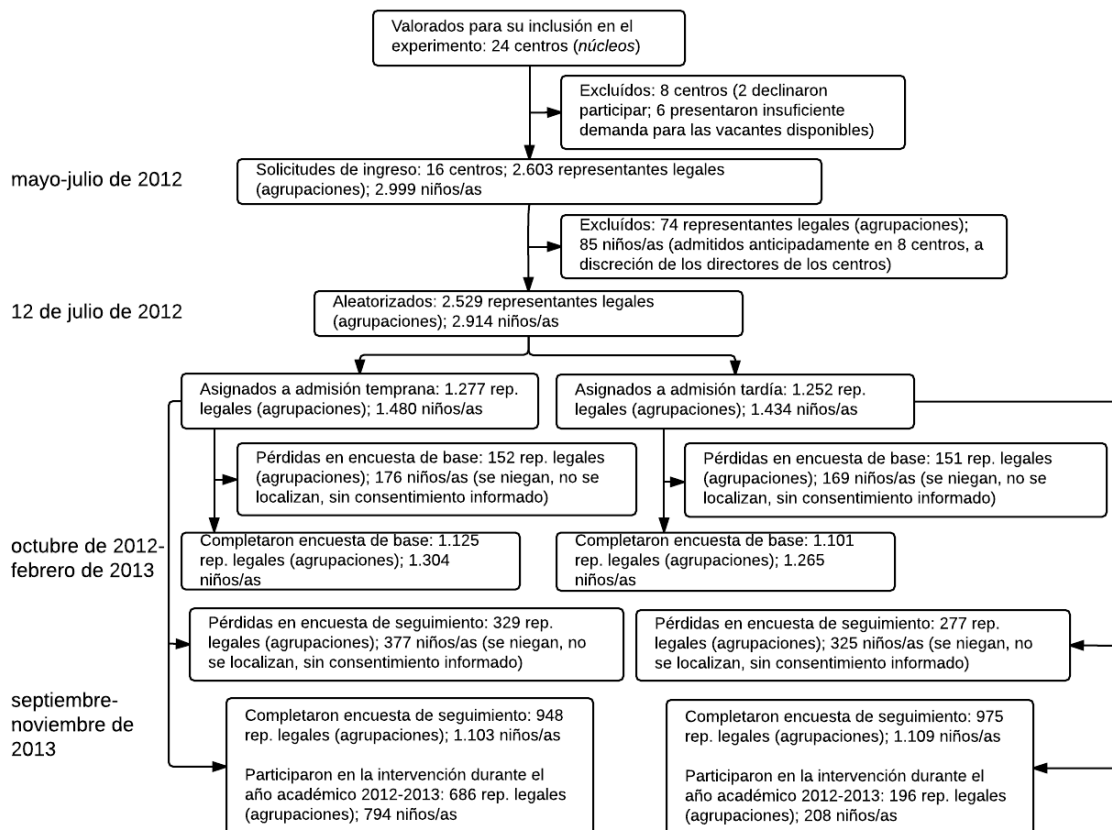 Valorados para su inclusión en el
experimento: 24 centros (núcleos)
Excluídos: 8 centros (2 declinaron
participar; 6 presentaron insuficiente
demanda para las vacantes disponibles)
mayo-julio de 2012
Solicitudes de ingreso: 16 centros; 2.603 representantes legales
(agrupaciones); 2.999 niños/as
Excluídos: 74 representantes legales (agrupaciones);
85 niños/as (admitidos anticipadamente en 8 centros, a
discreción de los directores de los centros)
12 de julio de 2012
Aleatorizados: 2.529 representantes legales
(agrupaciones); 2.914 niños/as
Asignados a admisión temprana: 1.277 rep.
legales (agrupaciones); 1.480 niños/as
Asignados a admisión tardía: 1.252 rep.
legales (agrupaciones); 1.434 niños/as
Pérdidas en encuesta de base: 152 rep. legales
(agrupaciones); 176 niños/as (se niegan, no se
localizan, sin consentimiento informado)
Pérdidas en encuesta de base: 151 rep. legales
(agrupaciones); 169 niños/as (se niegan, no se
localizan, sin consentimiento informado)
octubre de 2012-
febrero de 2013
Completaron encuesta de base: 1.125
rep. legales (agrupaciones); 1.304
niños/as
Completaron encuesta de base: 1.101
rep. legales (agrupaciones); 1.265
niños/as
Pérdidas en encuesta de seguimiento: 329 rep.
legales (agrupaciones); 377 niños/as (se niegan, no
se localizan, sin consentimiento informado)
Pérdidas en encuesta de seguimiento: 277 rep.
legales (agrupaciones); 325 niños/as (se niegan, no
se localizan, sin consentimiento informado)
septiembre-
noviembre de
2013
Completaron encuesta de seguimiento: 948
rep. legales (agrupaciones); 1.103 niños/as
Participaron en la intervención durante el
año académico 2012-2013: 686 rep. legales
(agrupaciones); 794 niños/as
Completaron encuesta de seguimiento: 975
rep. legales (agrupaciones); 1.109 niños/as
Participaron en la intervención durante el
año académico 2012-2013: 196 rep. legales
(agrupaciones); 208 niños/as